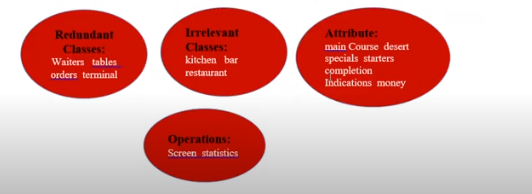 Redundant
Classes:
Waiters tables
orders terminal
Irrelevant
Classes:
kitchen bar
restaurant
Attribute:
main Course desert
specials starters
completion
Indications money
Operations:
Screen statistics